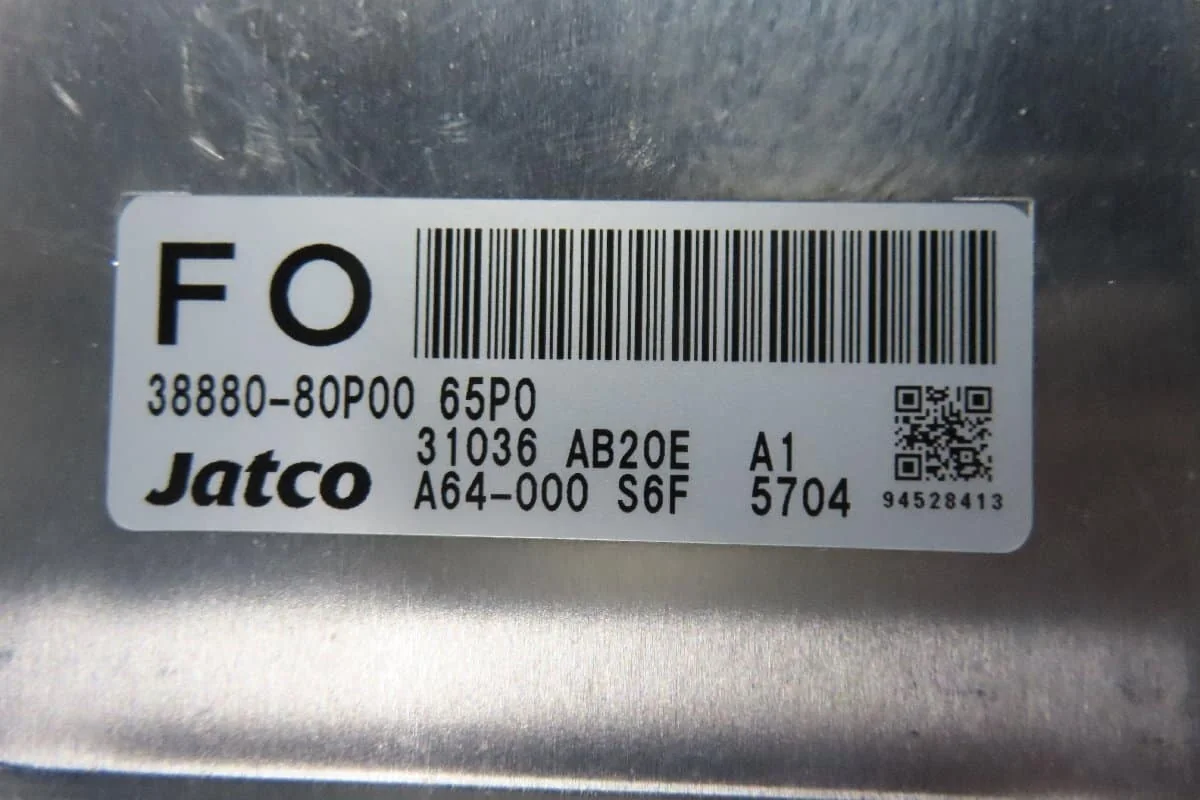 FO
38880-80P00 65P0
31036 AB20E A1
Jatco A64-000 S6F 5704
94528413